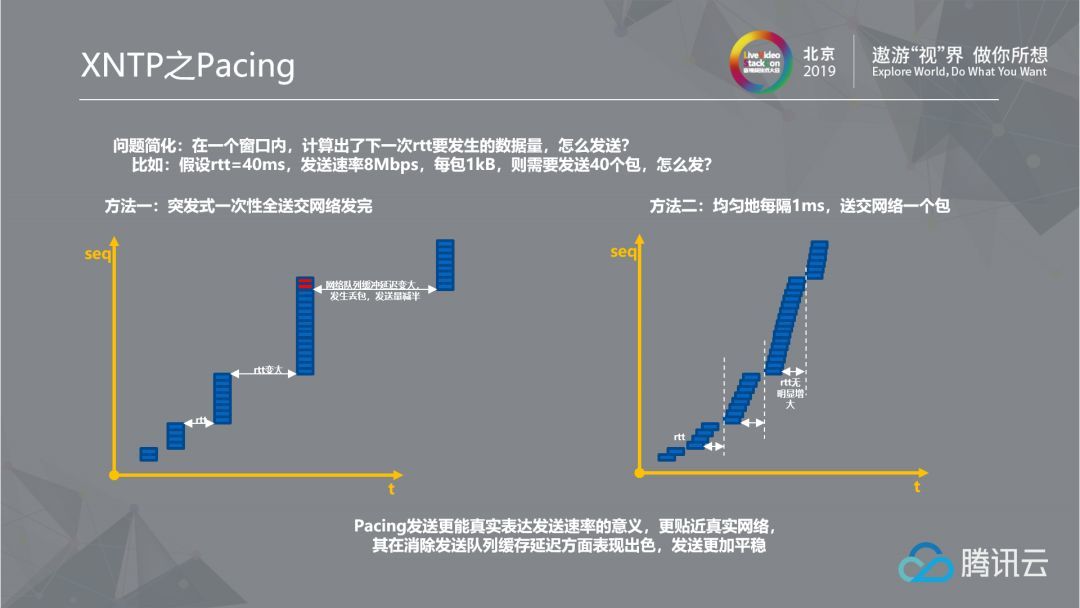 XNTP之Pacing
Live Video
Stack Con
音视频技术大会
北京
2019
遨游“视”界 做你所想
Explore World, Do What You Want
问题简化：在一个窗口内，计算出了下一次rtt要发生的数据量，怎么发送？
比如：假设rtt=40ms，发送速率8Mbps，每包1kB，则需要发送40个包，怎么发？
方法一：突发式一次性全送交网络发完
方法二：均匀地每隔1ms，送交网络一个包
seq
网络队列缓冲延迟变大，
发生丢包，发送量减半
rtt变大
rtt
t
seq
rtt无
明显增
大
rtt
t
Pacing发送更能真实表达发送速率的意义，更贴近真实网络，
其在消除发送队列缓存延迟方面表现出色，发送更加平稳
腾讯云